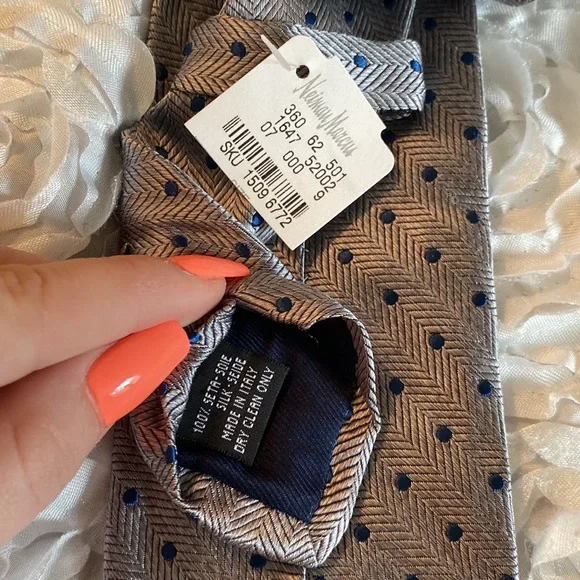 Neiman Marcus
360 62 501
1647 52002
07 000 9
SKU 1509 6772
100% SETA-SOIE
SILK-SEIDE
MADE IN ITALY
DRY CLEAN ONLY